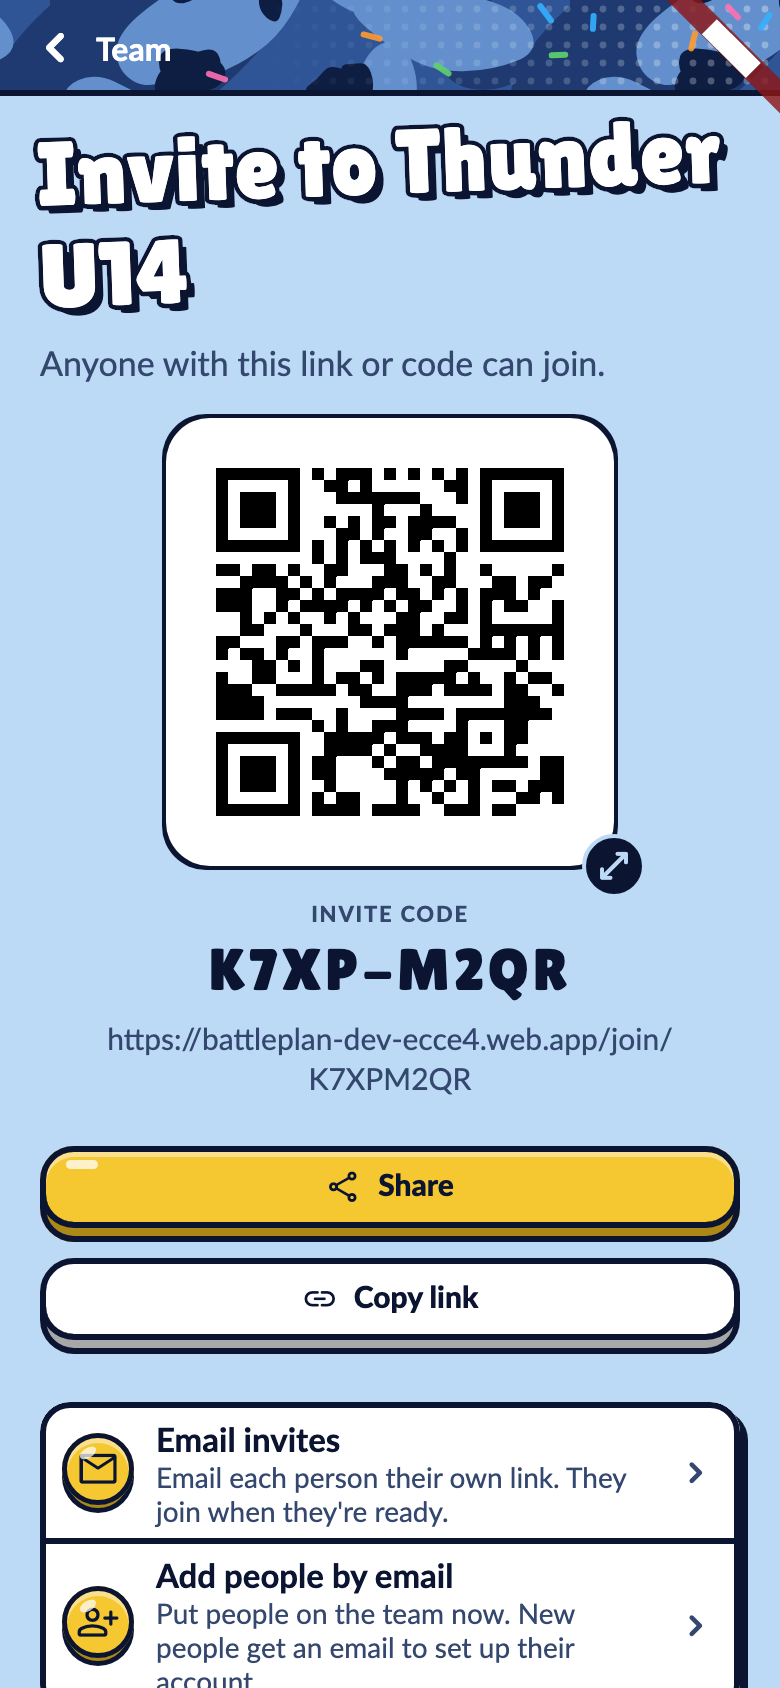 Team
Invite to Thunder
U14
Anyone with this link or code can join.
INVITE CODE
K7XP-M2QR
https://battleplan-dev-ecce4.web.app/join/
K7XPM2QR
Share
Copy link
Email invites
Email each person their own link. They
join when they're ready.
Add people by email
Put people on the team now. New
people get an email to set up their
account.